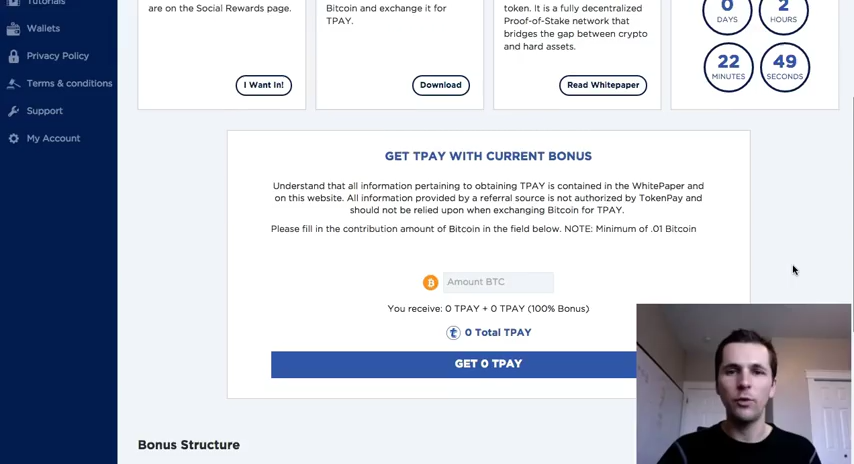 Tutorials
Wallets
Privacy Policy
Terms & conditions
Support
My Account
are on the Social Rewards page.
I Want In!
Bitcoin and exchange it for
TPAY.
Download
token. It is a fully decentralized
Proof-of-Stake network that
bridges the gap between crypto
and hard assets.
Read Whitepaper
0
DAYS
2
HOURS
22
MINUTES
49
SECONDS
GET TPAY WITH CURRENT BONUS
Understand that all information pertaining to obtaining TPAY is contained in the WhitePaper and
on this website. All information provided by a referral source is not authorized by TokenPay and
should not be relied upon when exchanging Bitcoin for TPAY.
Please fill in the contribution amount of Bitcoin in the field below. NOTE: Minimum of .01 Bitcoin
Amount BTC
You receive: 0 TPAY + 0 TPAY (100% Bonus)
0 Total TPAY
GET 0 TPAY
Bonus Structure